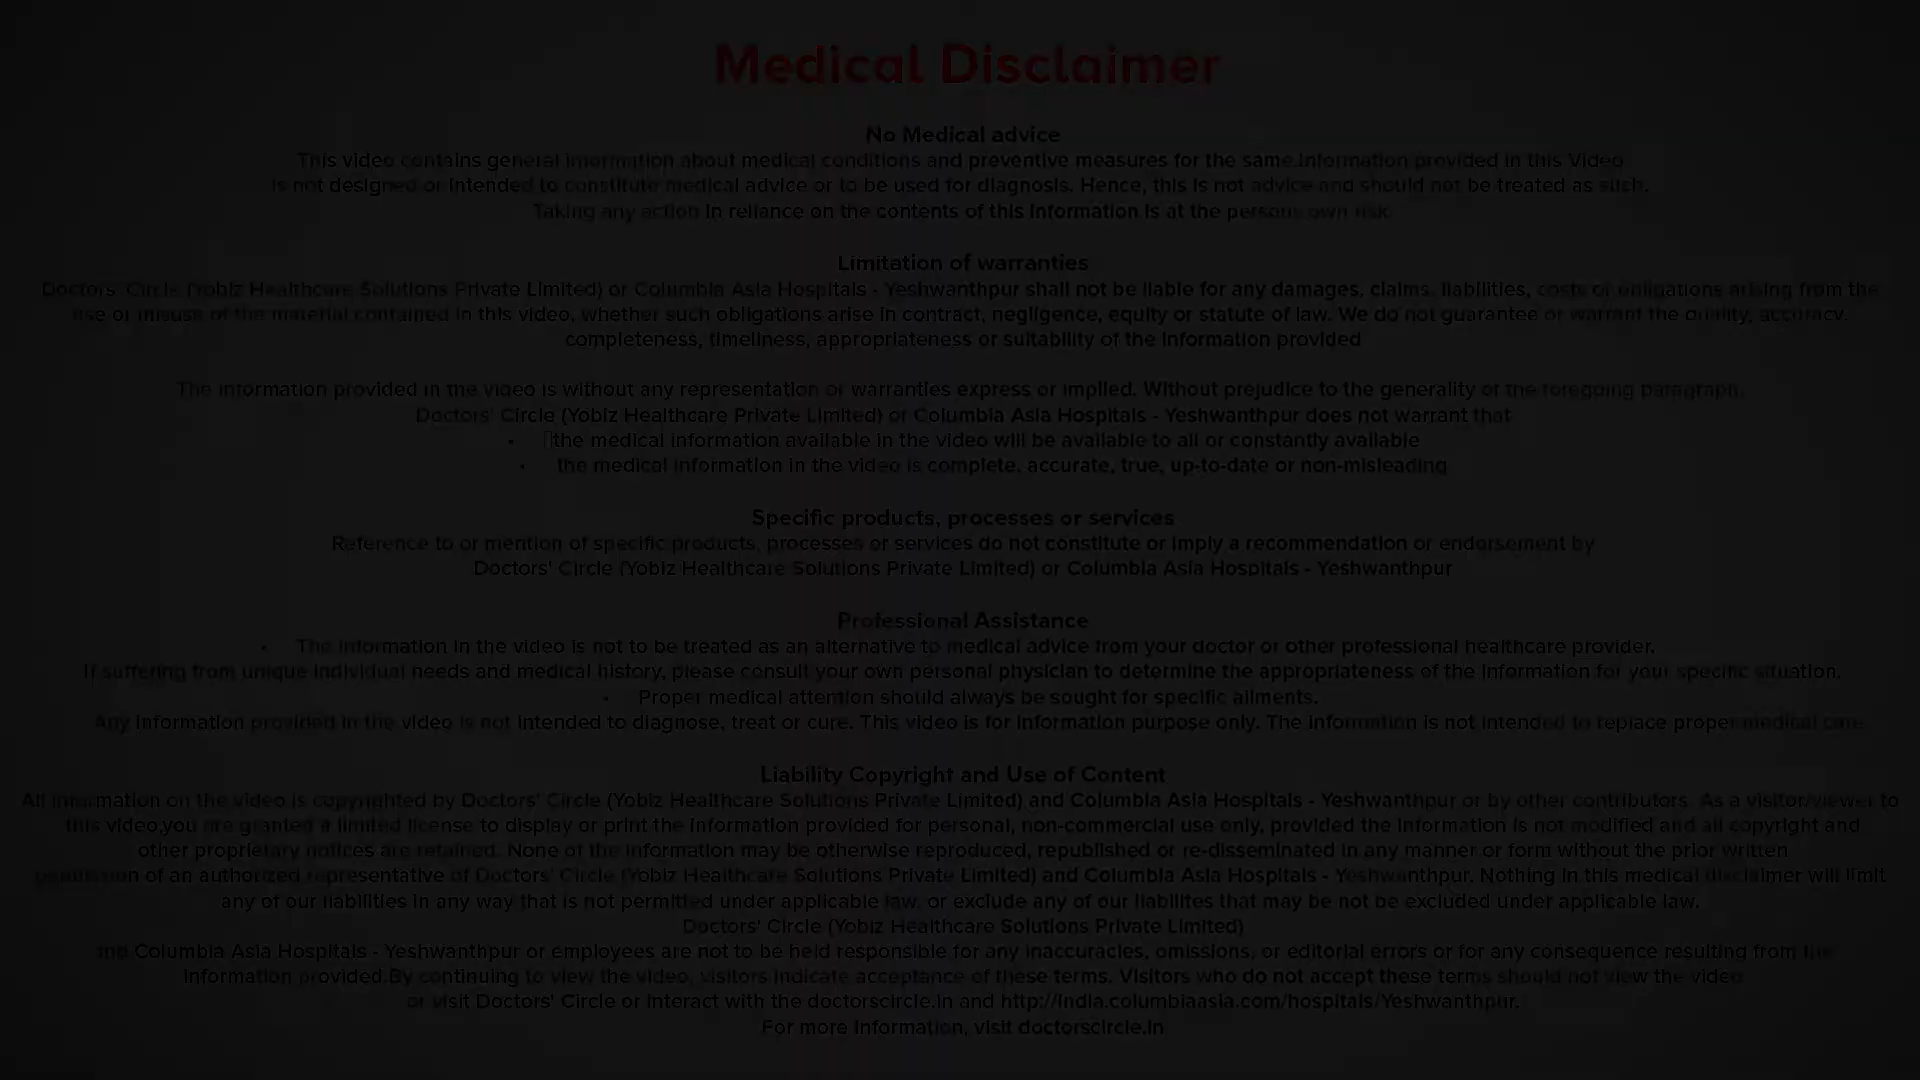 Medical Disclaimer
No Medical advice
This video contains general information about medical conditions and preventive measures for the same.Information provided in this Video
is not designed or intended to constitute medical advice or to be used for diagnosis. Hence, this is not advice and should not be treated as such.
Taking any action in reliance on the contents of this information is at the persons own risk.
Limitation of warranties
Doctors' Circle (Yobiz Healthcare Solutions Private Limited) or Columbia Asia Hospitals - Yeshwanthpur shall not be liable for any damages, claims, liabilities, costs or obligations arising from the
use or misuse of the material contained in this video, whether such obligations arise in contract, negligence, equity or statute of law. We do not guarantee or warrant the quality, accuracy,
completeness, timeliness, appropriateness or suitability of the information provided
The information provided in the video is without any representation or warranties express or implied. Without prejudice to the generality of the foregoing paragraph,
Doctors' Circle (Yobiz Healthcare Private Limited) or Columbia Asia Hospitals - Yeshwanthpur does not warrant that
• the medical information available in the video will be available to all or constantly available
• the medical information in the video is complete, accurate, true, up-to-date or non-misleading
Specific products, processes or services
Reference to or mention of specific products, processes or services do not constitute or imply a recommendation or endorsement by
Doctors' Circle (Yobiz Healthcare Solutions Private Limited) or Columbia Asia Hospitals - Yeshwanthpur
Professional Assistance
• The information in the video is not to be treated as an alternative to medical advice from your doctor or other professional healthcare provider.
If suffering from unique individual needs and medical history, please consult your own personal physician to determine the appropriateness of the information for your specific situation.
• Proper medical attention should always be sought for specific ailments.
Any information provided in the video is not intended to diagnose, treat or cure. This video is for information purpose only. The information is not intended to replace proper medical care.
Liability Copyright and Use of Content
All information on the video is copyrighted by Doctors' Circle (Yobiz Healthcare Solutions Private Limited) and Columbia Asia Hospitals - Yeshwanthpur or by other contributors. As a visitor/viewer to
this video,you are granted a limited license to display or print the information provided for personal, non-commercial use only, provided the information is not modified and all copyright and
other proprietary notices are retained. None of the information may be otherwise reproduced, republished or re-disseminated in any manner or form without the prior written
permission of an authorized representative of Doctors' Circle (Yobiz Healthcare Solutions Private Limited) and Columbia Asia Hospitals - Yeshwanthpur. Nothing in this medical disclaimer will limit
any of our liabilities in any way that is not permitted under applicable law, or exclude any of our liabilites that may be not be excluded under applicable law.
Doctors' Circle (Yobiz Healthcare Solutions Private Limited)
and Columbia Asia Hospitals - Yeshwanthpur or employees are not to be held responsible for any inaccuracies, omissions, or editorial errors or for any consequence resulting from the
information provided.By continuing to view the video, visitors indicate acceptance of these terms. Visitors who do not accept these terms should not view the video
or visit Doctors' Circle or interact with the doctorscircle.in and http://india.columbiaasia.com/hospitals/Yeshwanthpur.
For more information, visit doctorscircle.in